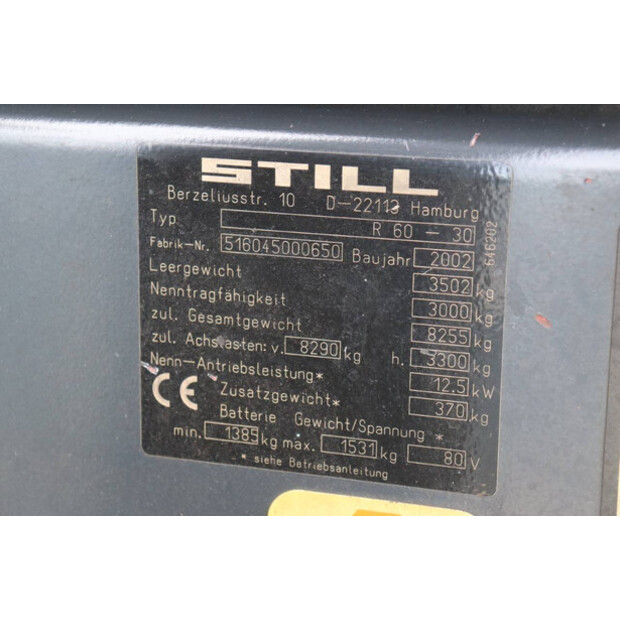 STILL
Berzeliusstr. 10 D-22113 Hamburg
Typ R 60 - 30
Fabrik-Nr. 516045000650 Baujahr 2002
Leergewicht 3502 kg
Nenntragfähigkeit 3000 kg
zul. Gesamtgewicht 8255 kg
zul. Achslasten: v. 8290 kg h. 3300 kg
Nenn-Antriebsleistung* 12.5 kW
Zusatzgewicht* 370 kg
CE
Batterie Gewicht/Spannung *
min. 1385 kg max. 1531 kg 80 V
* siehe Betriebsanleitung
646202